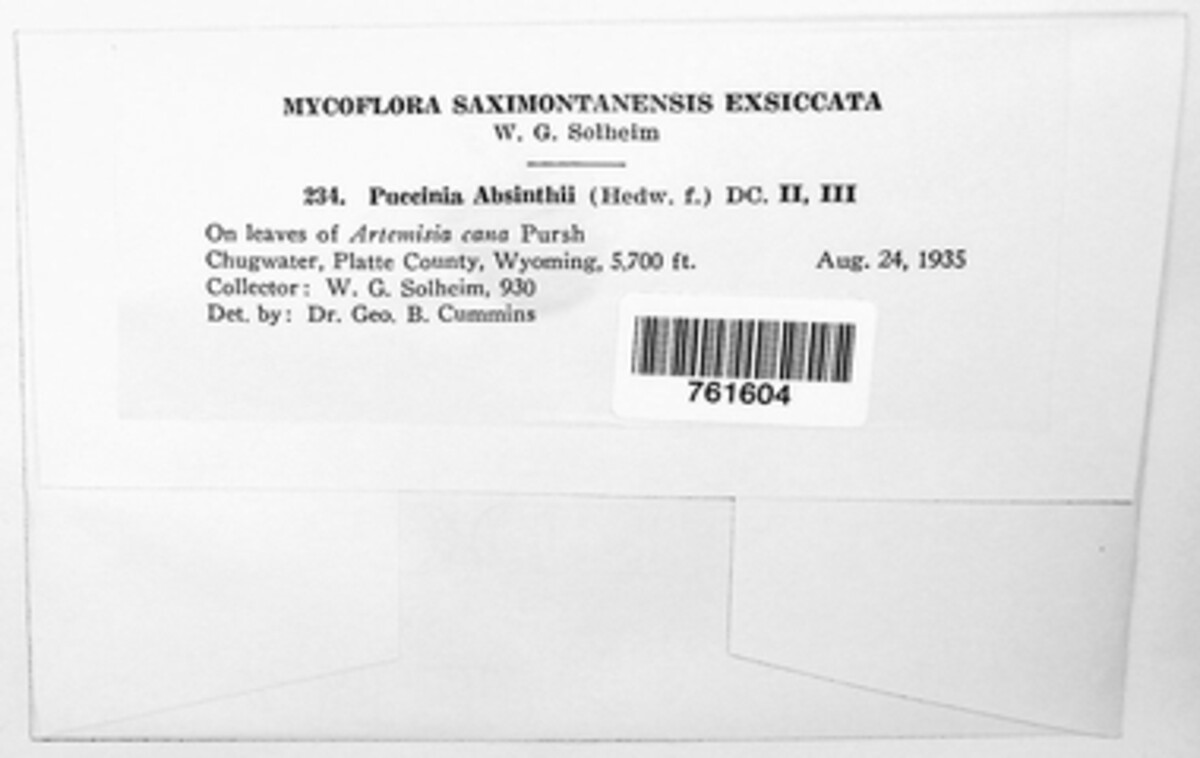 MYCOFLORA SAXIMONTANENSIS EXSICCATA
W. G. Solheim
234. Puccinia Absinthii (Hedw. f.) DC. II, III
On leaves of Artemisia cana Pursh
Chugwater, Platte County, Wyoming, 5,700 ft. Aug. 24, 1935
Collector: W. G. Solheim, 930
Det. by: Dr. Geo. B. Cummins
761604